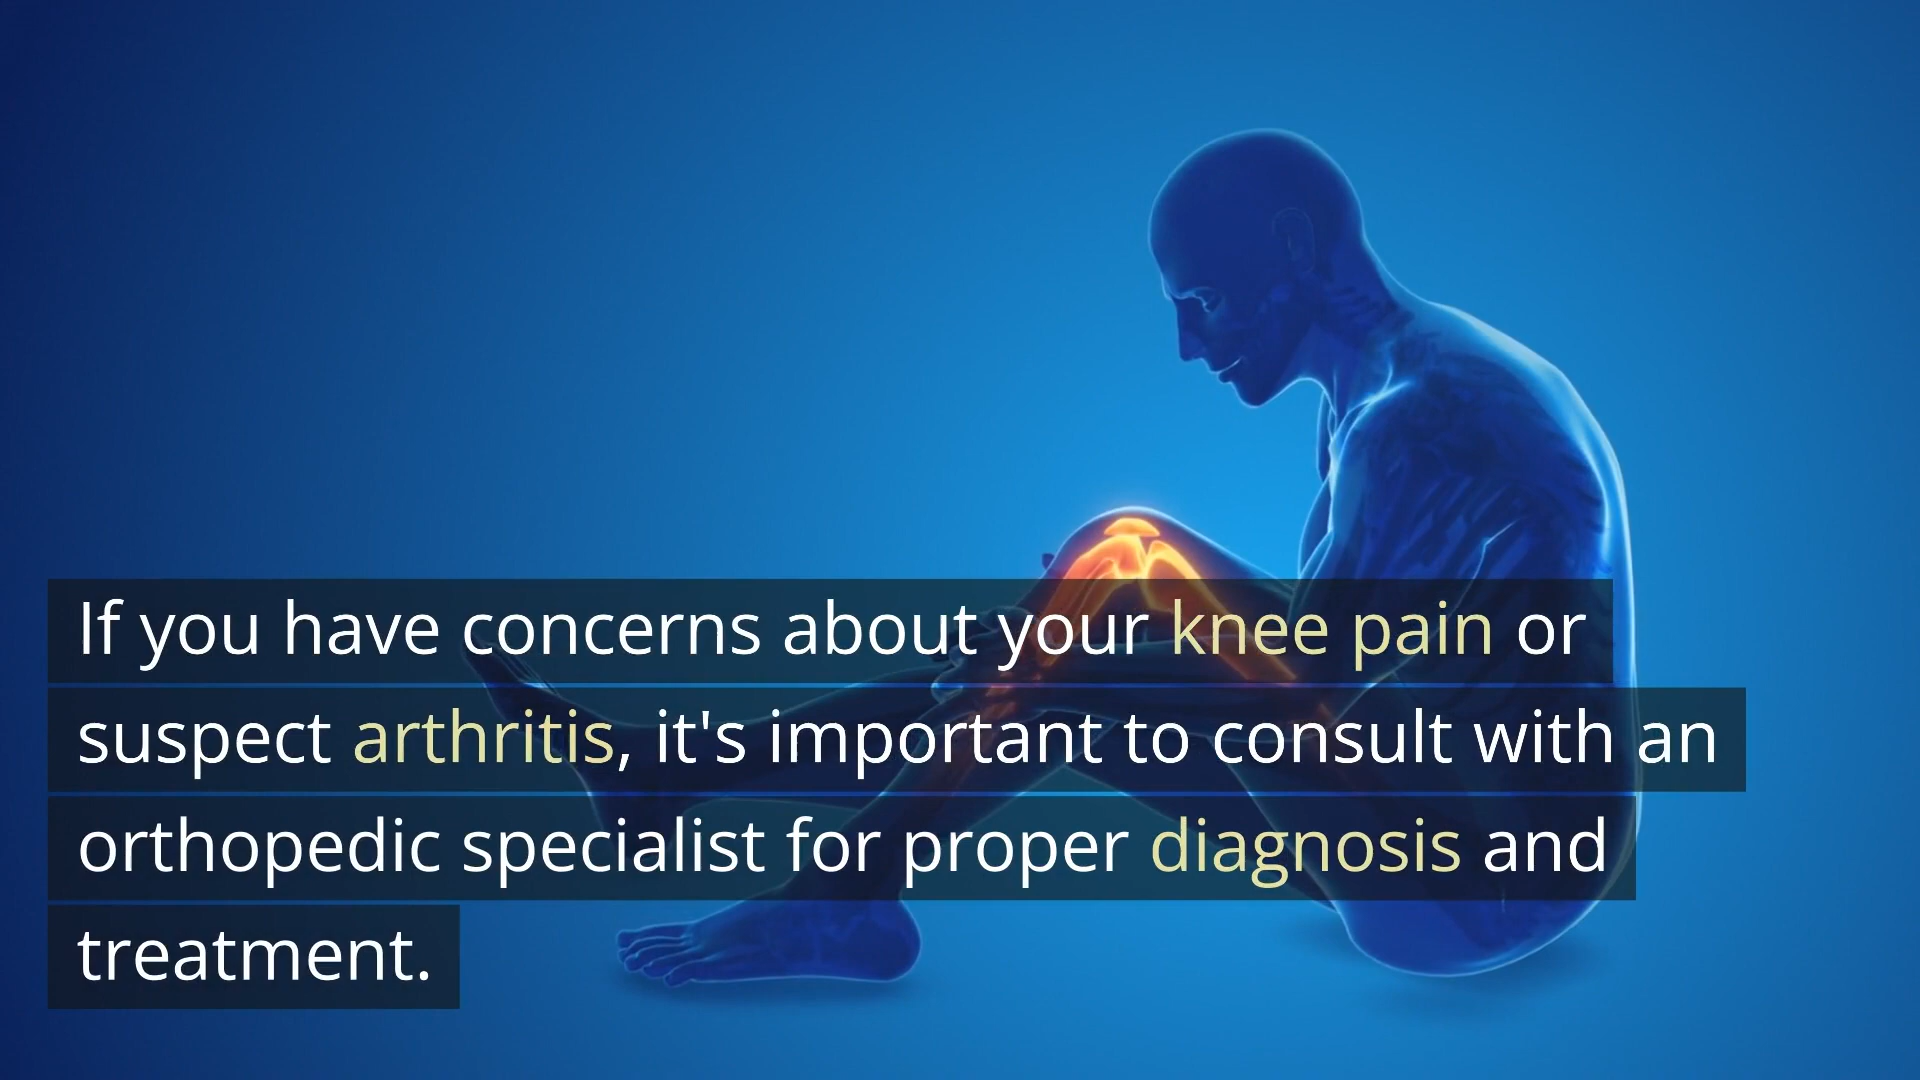 If you have concerns about your knee pain or
suspect arthritis, it's important to consult with an
orthopedic specialist for proper diagnosis and
treatment.